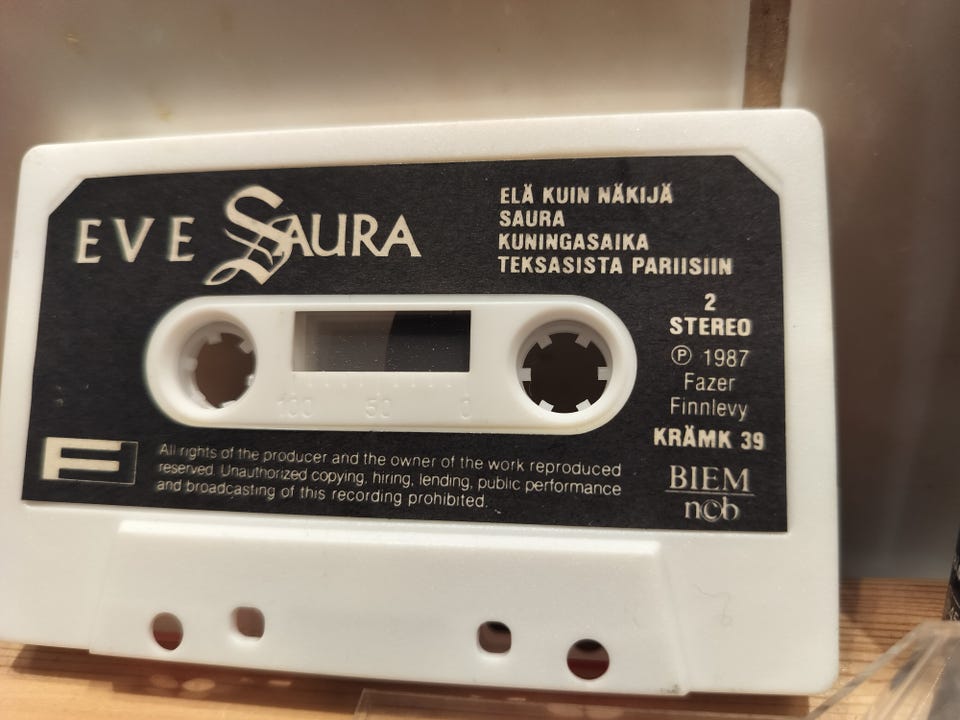 EVE SAURA
ELÄ KUIN NÄKIJÄ
SAURA
KUNINGASAIKA
TEKSASISTA PARIISIIN
2
STEREO
Ⓟ 1987
Fazer
Finnlevy
KRÄMK 39
BIEM
n©b
100 50 0
F
All rights of the producer and the owner of the work reproduced
reserved. Unauthorized copying, hiring, lending, public performance
and broadcasting of this recording prohibited.